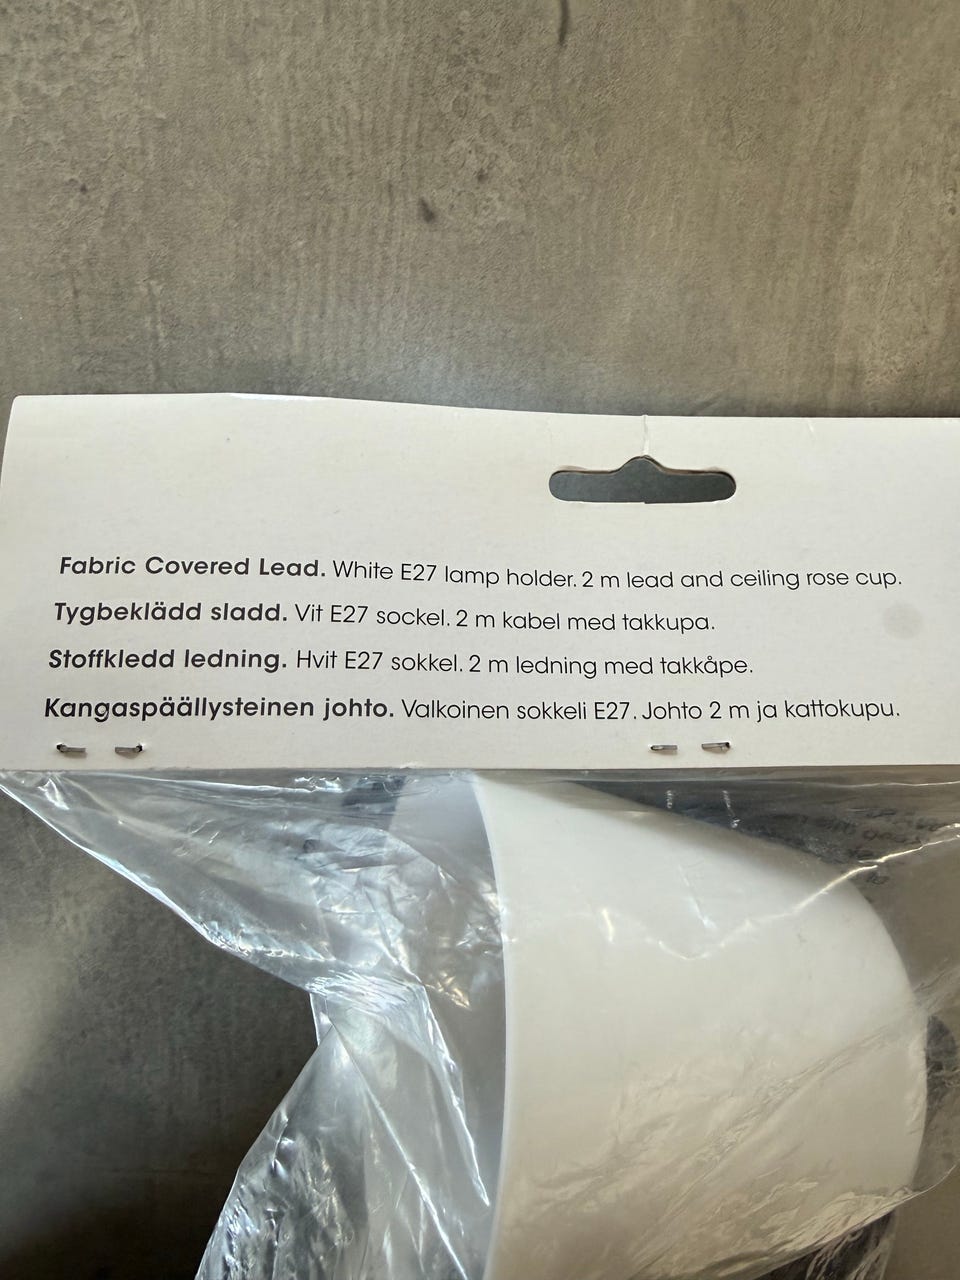 Fabric Covered Lead. White E27 lamp holder. 2 m lead and ceiling rose cup.
Tygbeklädd sladd. Vit E27 sockel. 2 m kabel med takkupa.
Stoffkledd ledning. Hvit E27 sokkel. 2 m ledning med takkåpe.
Kangaspäällysteinen johto. Valkoinen sokkeli E27. Johto 2 m ja kattokupu.